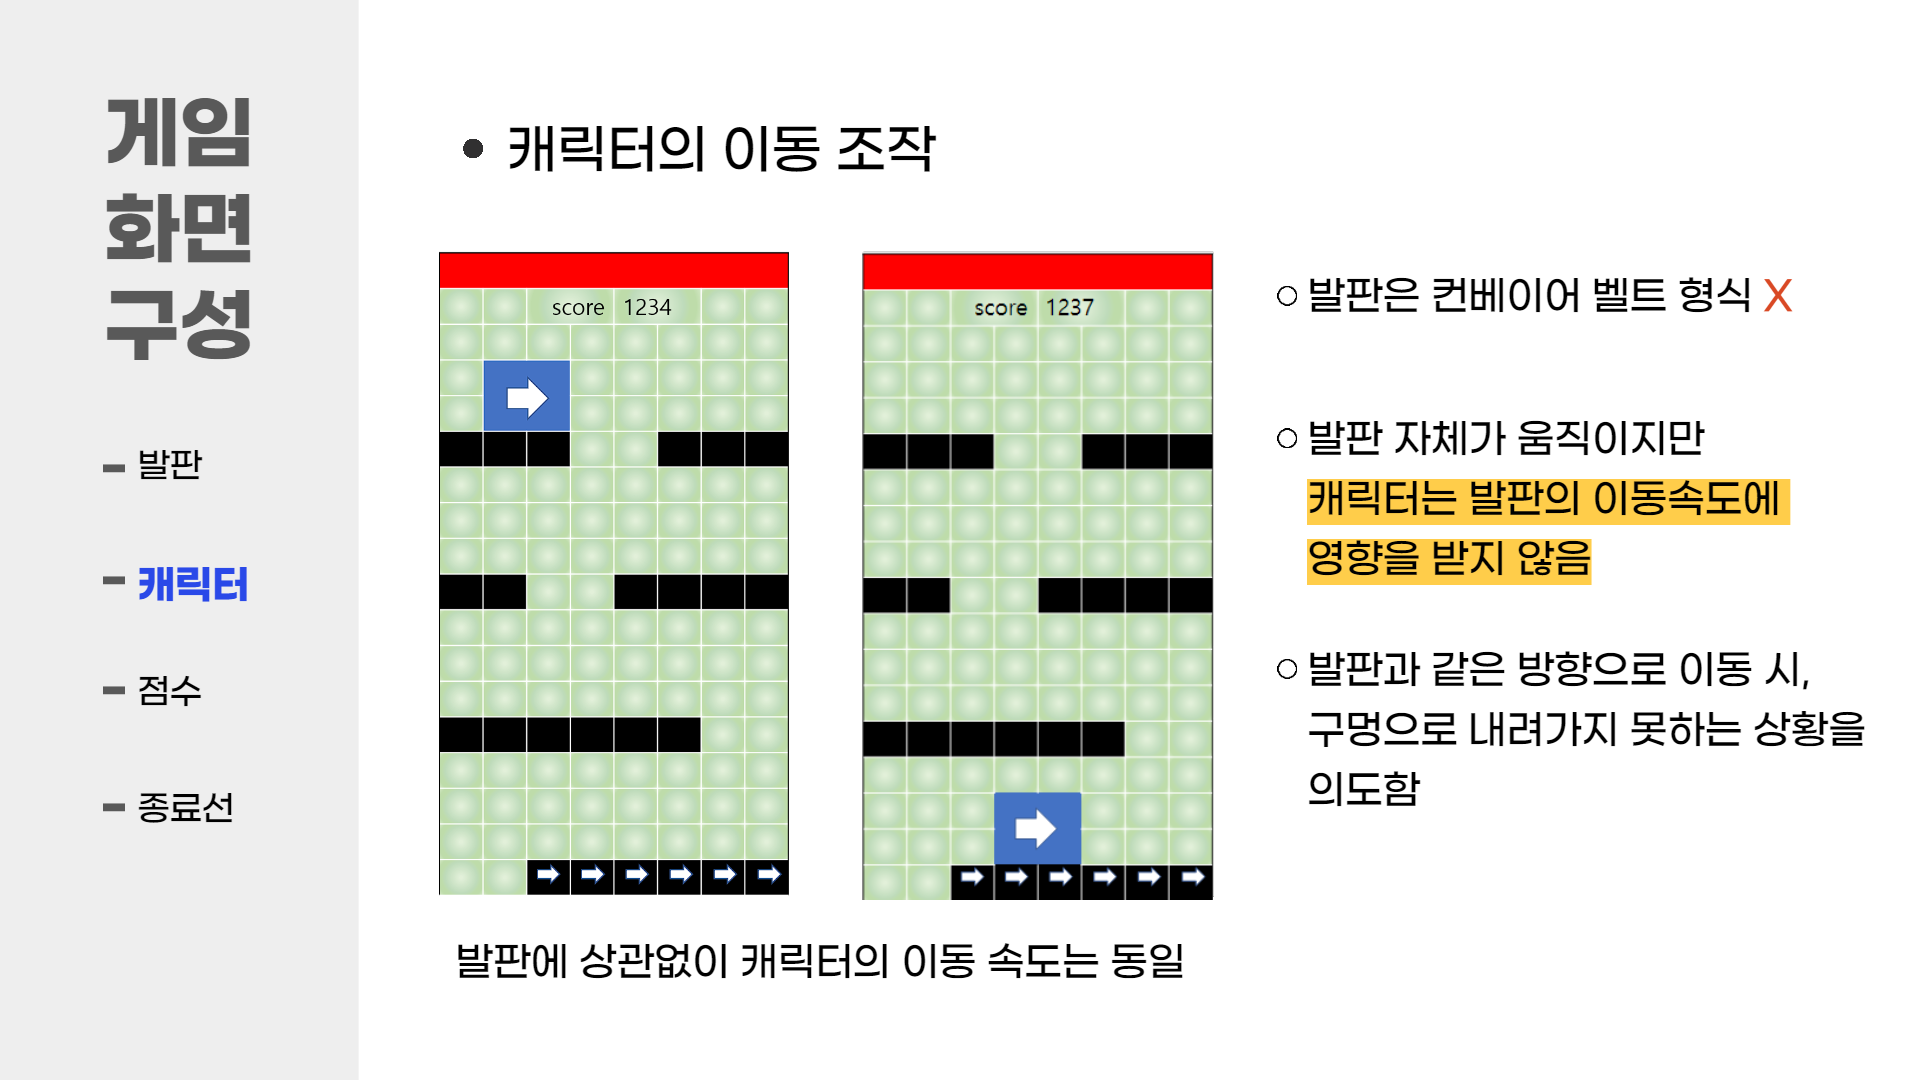 게임
화면
구성
발판
캐릭터
점수
종료선
캐릭터의 이동 조작
score 1234
score 1237
발판에 상관없이 캐릭터의 이동 속도는 동일
발판은 컨베이어 벨트 형식 X
발판 자체가 움직이지만
캐릭터는 발판의 이동속도에
영향을 받지 않음
발판과 같은 방향으로 이동 시,
구멍으로 내려가지 못하는 상황을
의도함